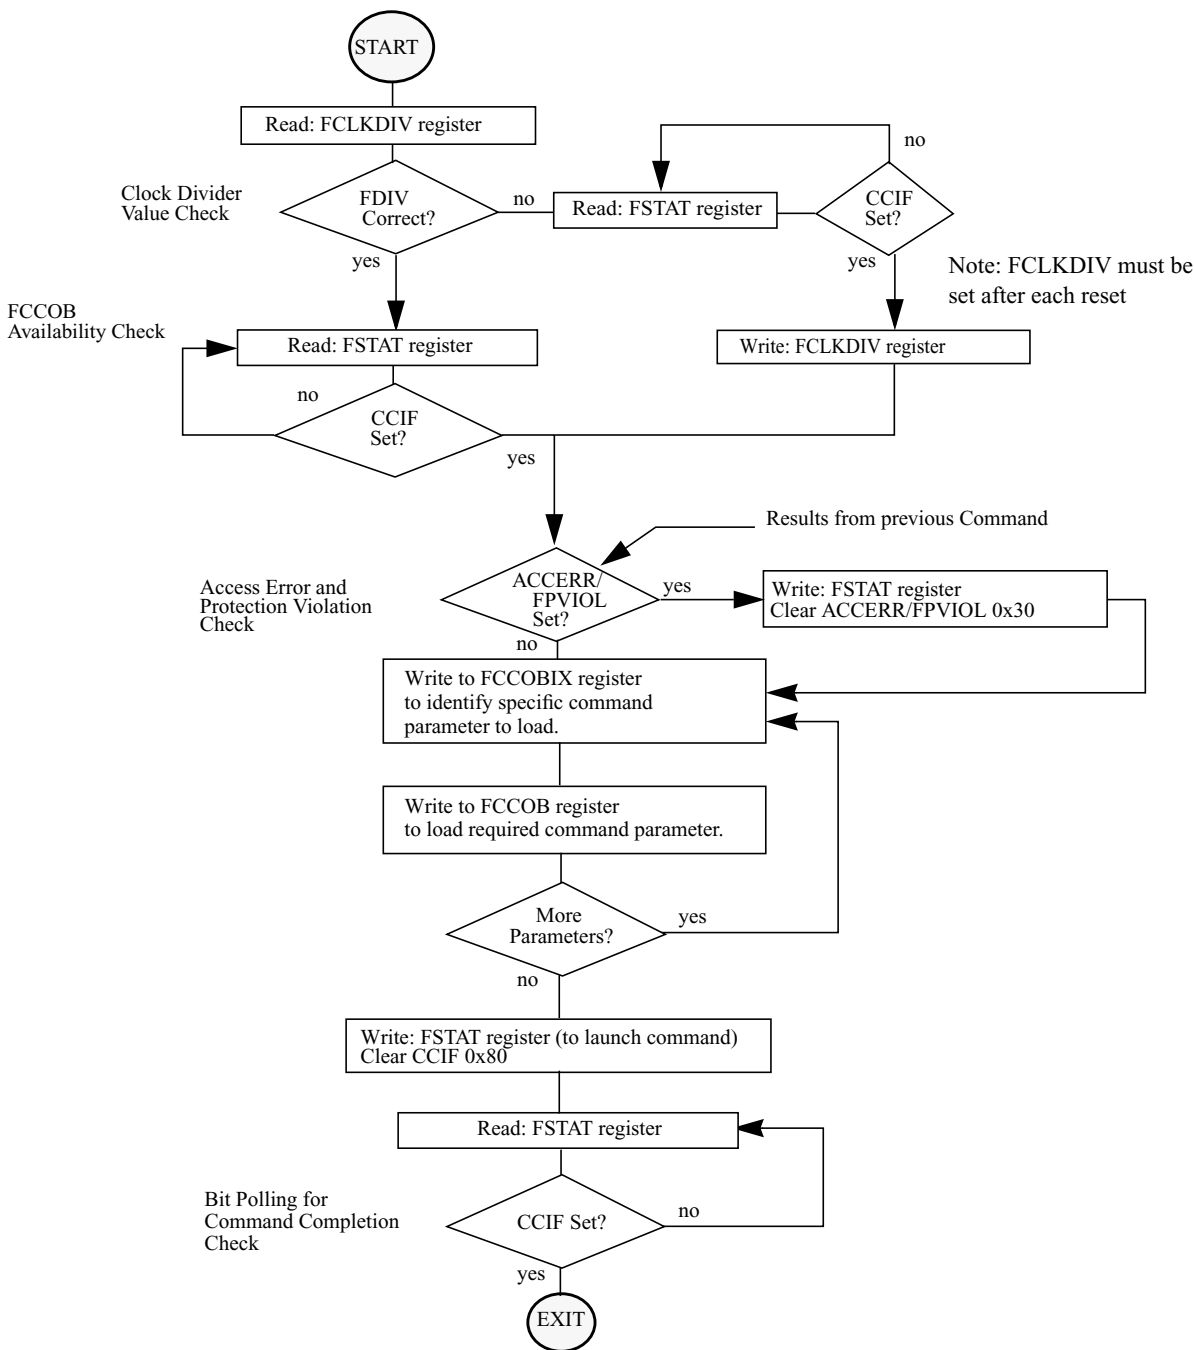 START
Read: FCLKDIV register
Clock Divider
Value Check
FDIV
Correct?
no
Read: FSTAT register
CCIF
Set?
no
yes
yes
Note: FCLKDIV must be
set after each reset
FCCOB
Availability Check
Read: FSTAT register
Write: FCLKDIV register
no
CCIF
Set?
yes
Results from previous Command
Access Error and
Protection Violation
Check
ACCERR/
FPVIOL
Set?
yes
Write: FSTAT register
Clear ACCERR/FPVIOL 0x30
no
Write to FCCOBIX register
to identify specific command
parameter to load.
Write to FCCOB register
to load required command parameter.
More
Parameters?
yes
no
Write: FSTAT register (to launch command)
Clear CCIF 0x80
Read: FSTAT register
Bit Polling for
Command Completion
Check
CCIF Set?
no
yes
EXIT